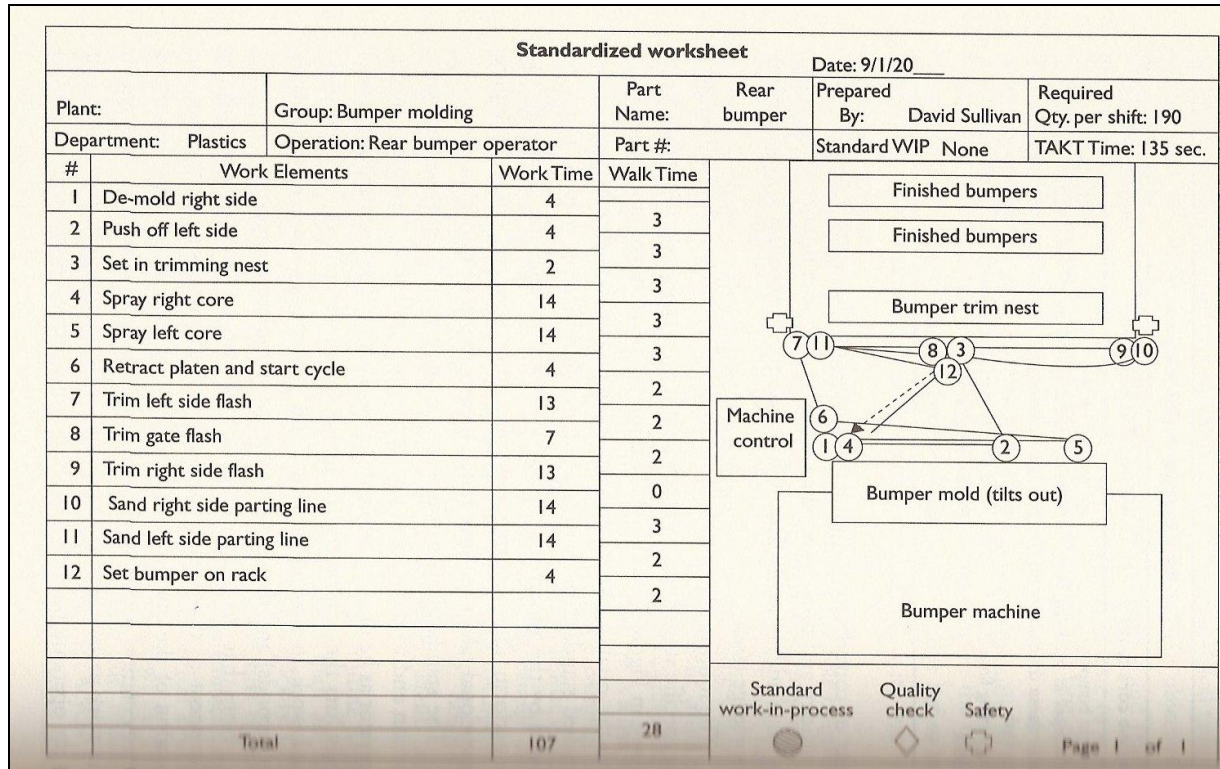 Standardized worksheet
Date: 9/1/20___
Plant:
Group: Bumper molding
Part Name:
Rear bumper
Prepared By: David Sullivan
Required Qty. per shift: 190
Department: Plastics
Operation: Rear bumper operator
Part #:
Standard WIP None
TAKT Time: 135 sec.
# Work Elements Work Time Walk Time
1 De-mold right side 4
3
2 Push off left side 4
3
3 Set in trimming nest 2
3
4 Spray right core 14
3
5 Spray left core 14
3
6 Retract platen and start cycle 4
2
7 Trim left side flash 13
2
8 Trim gate flash 7
2
9 Trim right side flash 13
0
10 Sand right side parting line 14
3
11 Sand left side parting line 14
2
12 Set bumper on rack 4
2
Total 107 28
Finished bumpers
Finished bumpers
Bumper trim nest
7 11 8 3 9 10
12
Machine control
6
1 4 2 5
Bumper mold (tilts out)
Bumper machine
Standard work-in-process
Quality check
Safety
Page 1 of 1